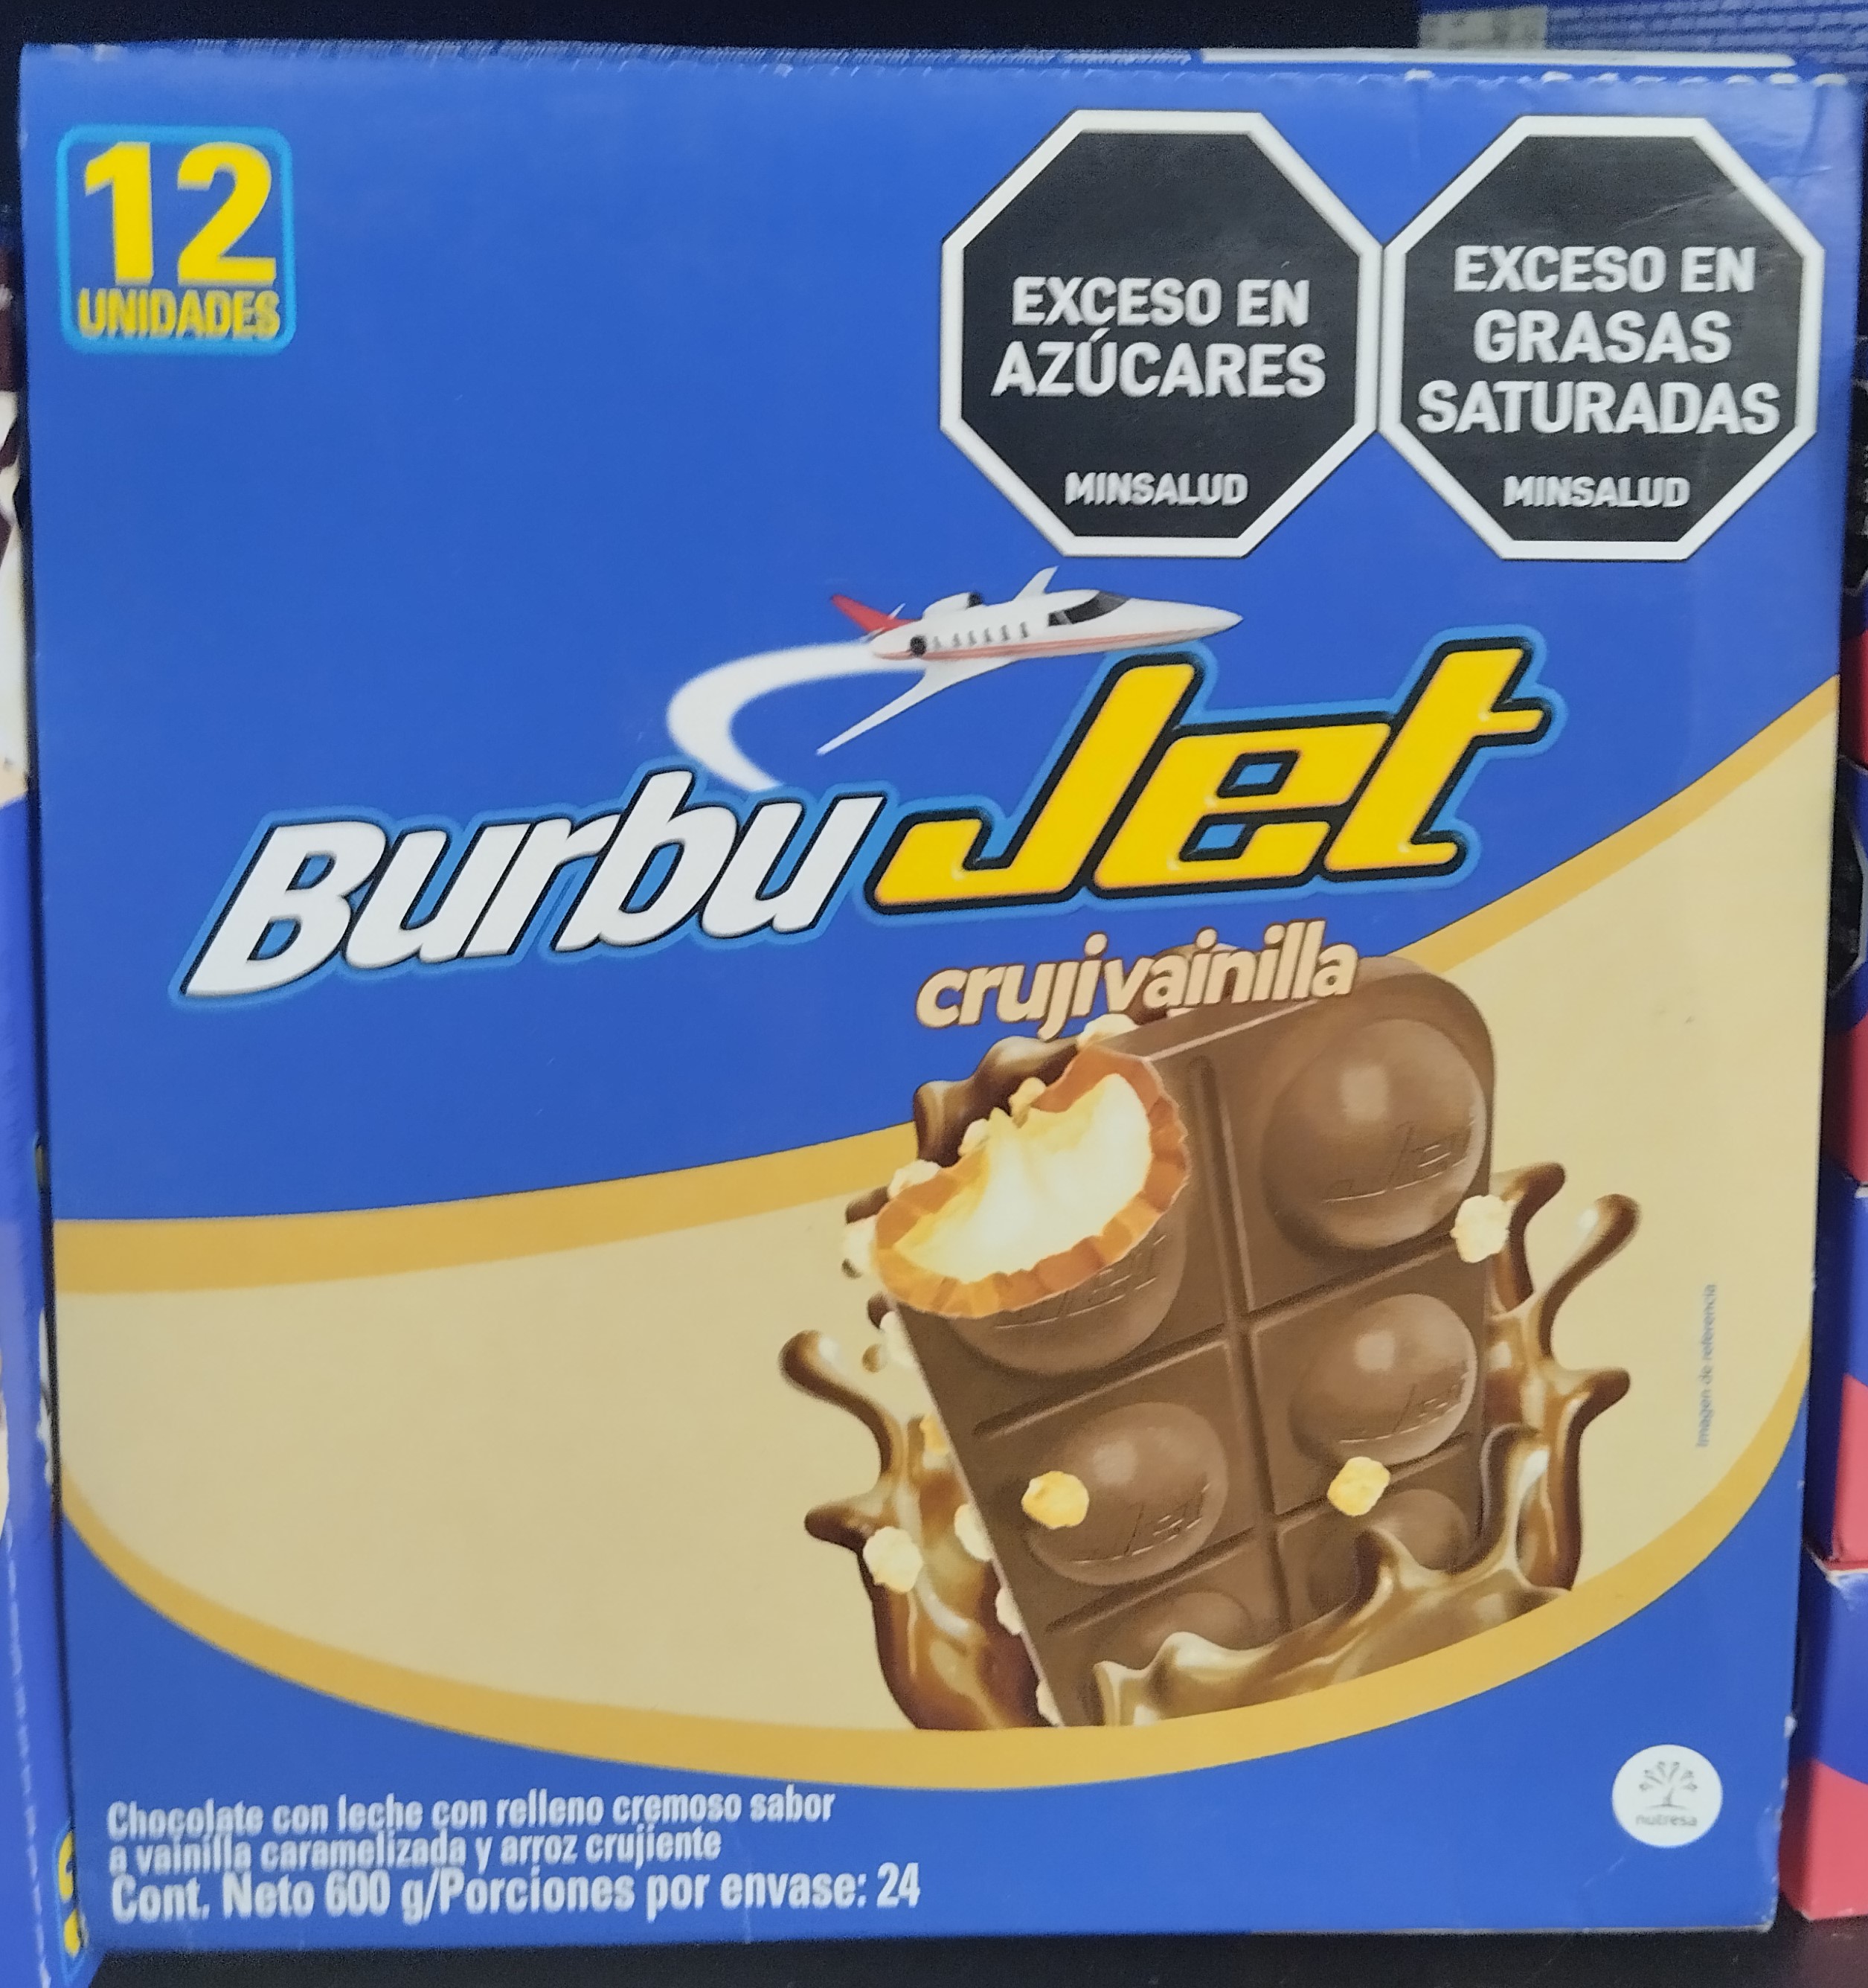 12
UNIDADES
EXCESO EN
AZÚCARES
MINSALUD
EXCESO EN
GRASAS
SATURADAS
MINSALUD
BurbuJet
crujivainilla
Jet
Jet
Jet
Jet
Imagen de referencia
Chocolate con leche con relleno cremoso sabor
a vainilla caramelizada y arroz crujiente
Cont. Neto 600 g/Porciones por envase: 24
nutresa